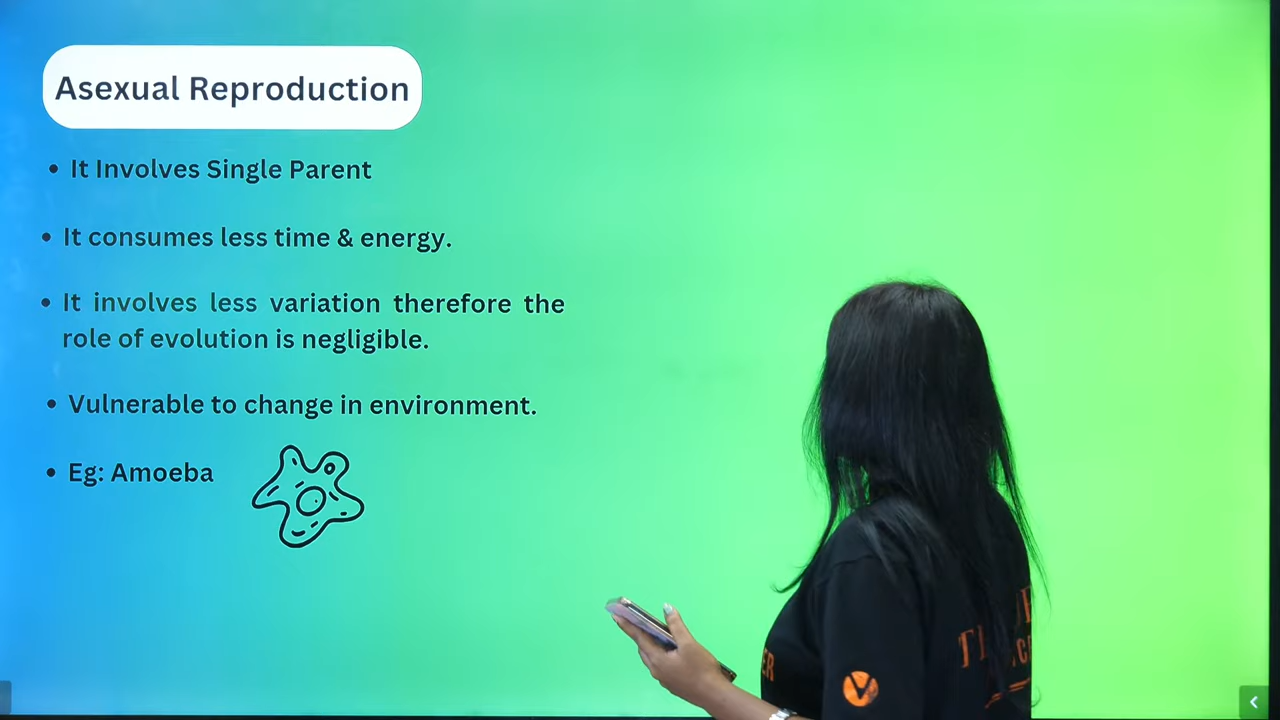 Asexual Reproduction
• It Involves Single Parent
• It consumes less time & energy.
• It involves less variation therefore the
role of evolution is negligible.
• Vulnerable to change in environment.
• Eg: Amoeba